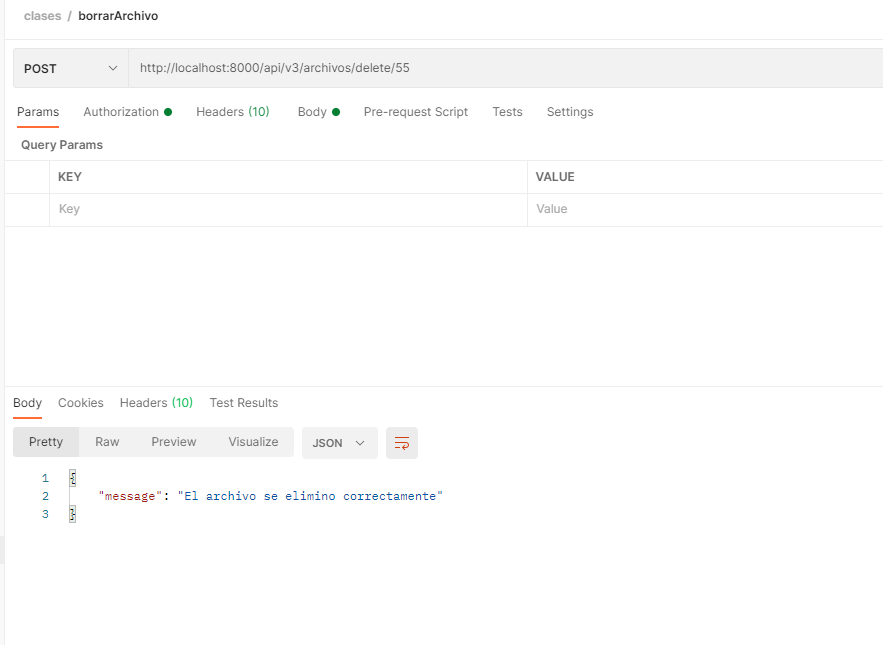 clases / borrarArchivo
POST http://localhost:8000/api/v3/archivos/delete/55
Params Authorization Headers (10) Body Pre-request Script Tests Settings
Query Params
KEY VALUE
Key Value
Body Cookies Headers (10) Test Results
Pretty Raw Preview Visualize JSON
1 {
2 "message": "El archivo se elimino correctamente"
3 }